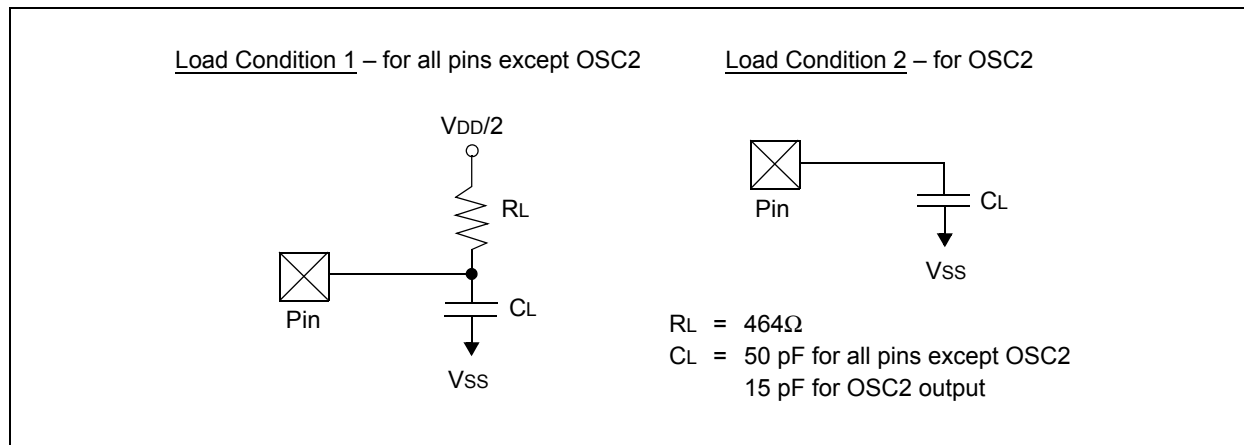 Load Condition 1 – for all pins except OSC2
VDD/2
RL
Pin
CL
VSS
Load Condition 2 – for OSC2
Pin
CL
VSS
RL = 464Ω
CL = 50 pF for all pins except OSC2
15 pF for OSC2 output